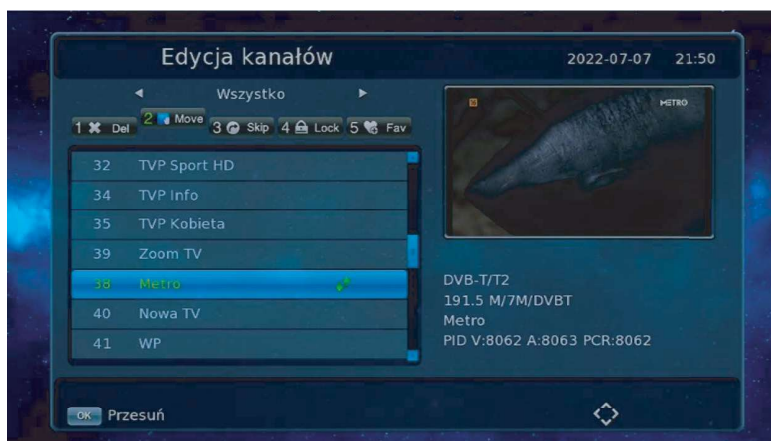 Edycja kanałów
2022-07-07 21:50
Wszystko
1 Del 2 Move 3 Skip 4 Lock 5 Fav
METRO
32 TVP Sport HD
34 TVP Info
35 TVP Kobieta
39 Zoom TV
38 Metro
40 Nowa TV
41 WP
DVB-T/T2
191.5 M/7M/DVBT
Metro
PID V:8062 A:8063 PCR:8062
OK Przesuń